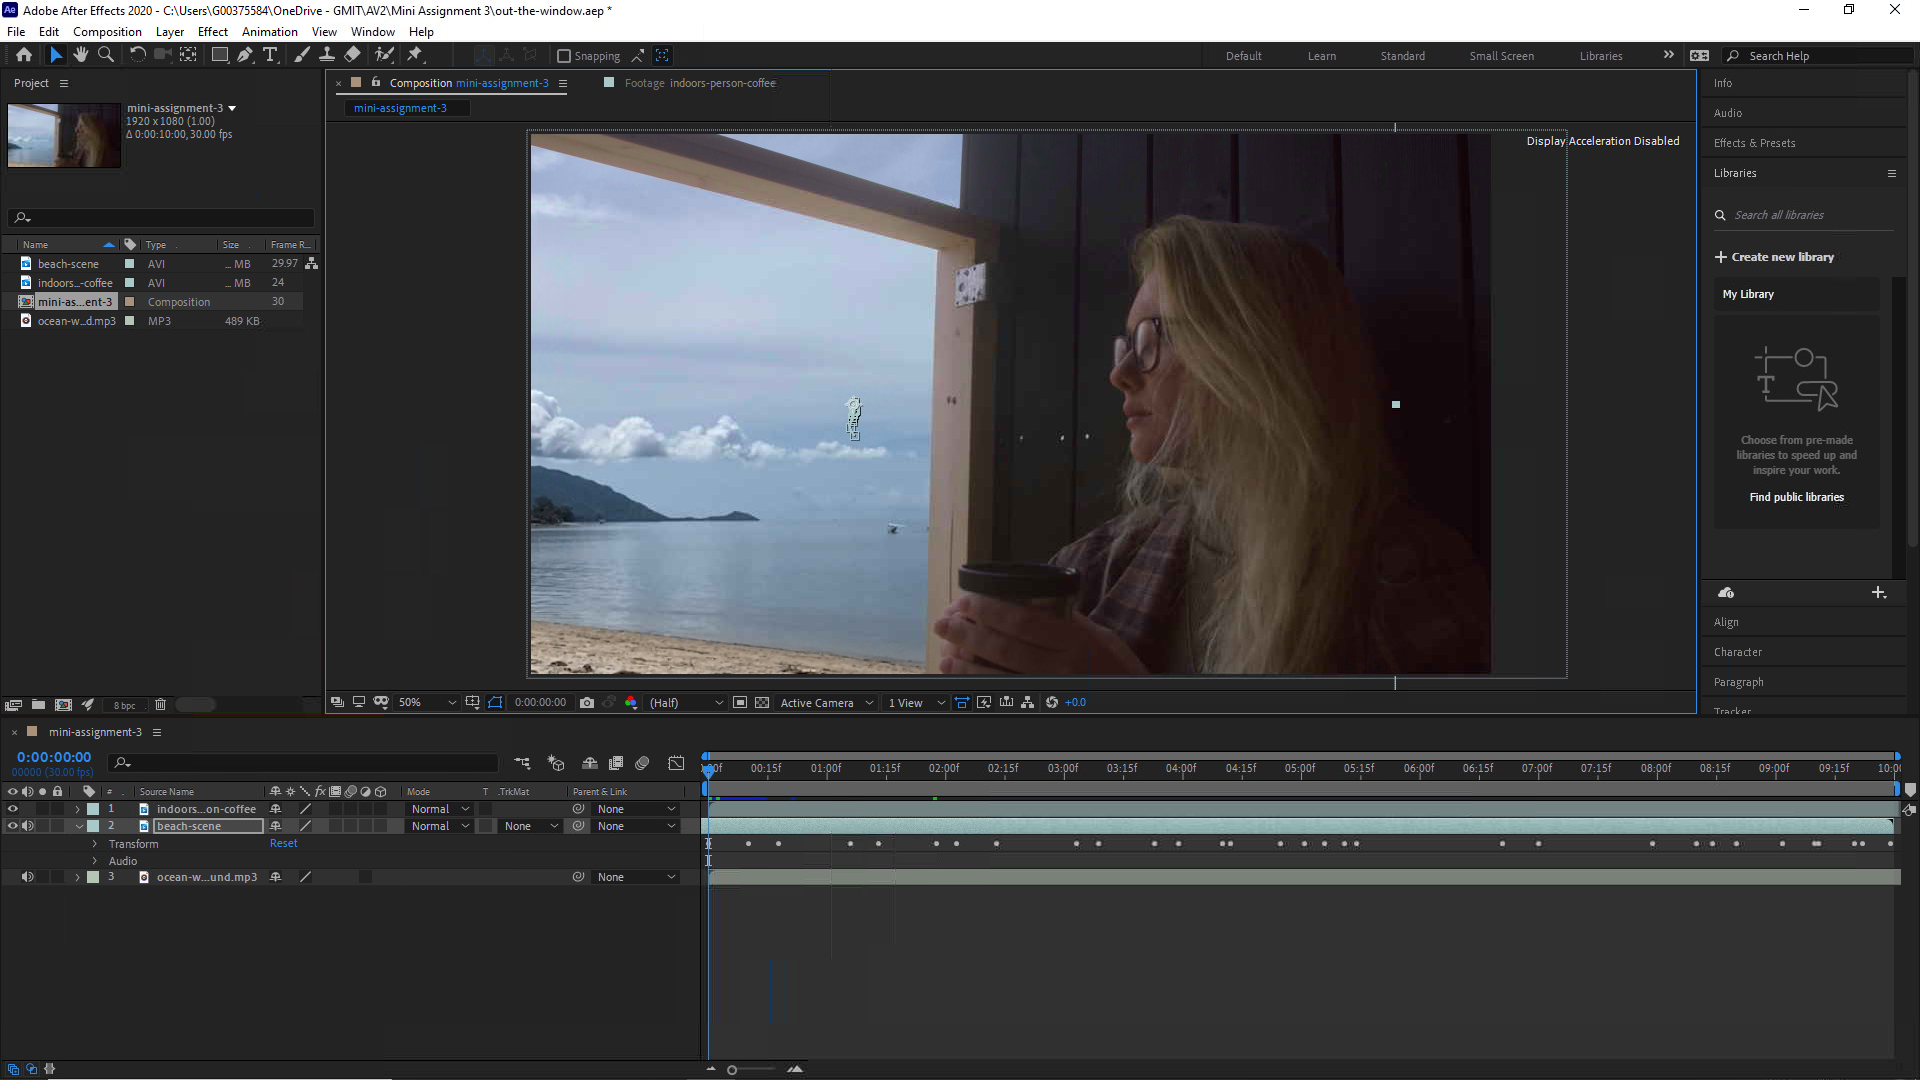 Ae Adobe After Effects 2020 - C:\Users\G00375584\OneDrive - GMIT\AV2\Mini Assignment 3\out-the-window.aep *
File Edit Composition Layer Effect Animation View Window Help
Snapping
Default Learn Standard Small Screen Libraries Search Help
Project
Composition mini-assignment-3
Footage indoors-person-coffee
Info
mini-assignment-3
1920 x 1080 (1.00)
Δ 0:00:10:00, 30.00 fps
mini-assignment-3
Audio
Display Acceleration Disabled
Effects & Presets
Libraries
Search all libraries
Name Type Size Frame R...
beach-scene AVI ... MB 29.97
indoors...-coffee AVI ... MB 24
mini-as...ent-3 Composition 30
ocean-w...d.mp3 MP3 489 KB
Create new library
My Library
Choose from pre-made
libraries to speed up and
inspire your work.
Find public libraries
Align
Character
Paragraph
Tracker
8 bpc
50% 0:00:00:00 (Half) Active Camera 1 View +0.0
mini-assignment-3
0:00:00:00
00000 (30.00 fps)
:00f 00:15f 01:00f 01:15f 02:00f 02:15f 03:00f 03:15f 04:00f 04:15f 05:00f 05:15f 06:00f 06:15f 07:00f 07:15f 08:00f 08:15f 09:00f 09:15f 10:00
# Source Name fx Mode T .TrkMat Parent & Link
1 indoors...on-coffee Normal None
2 beach-scene Normal None None
Transform Reset
Audio
3 ocean-w...und.mp3 None